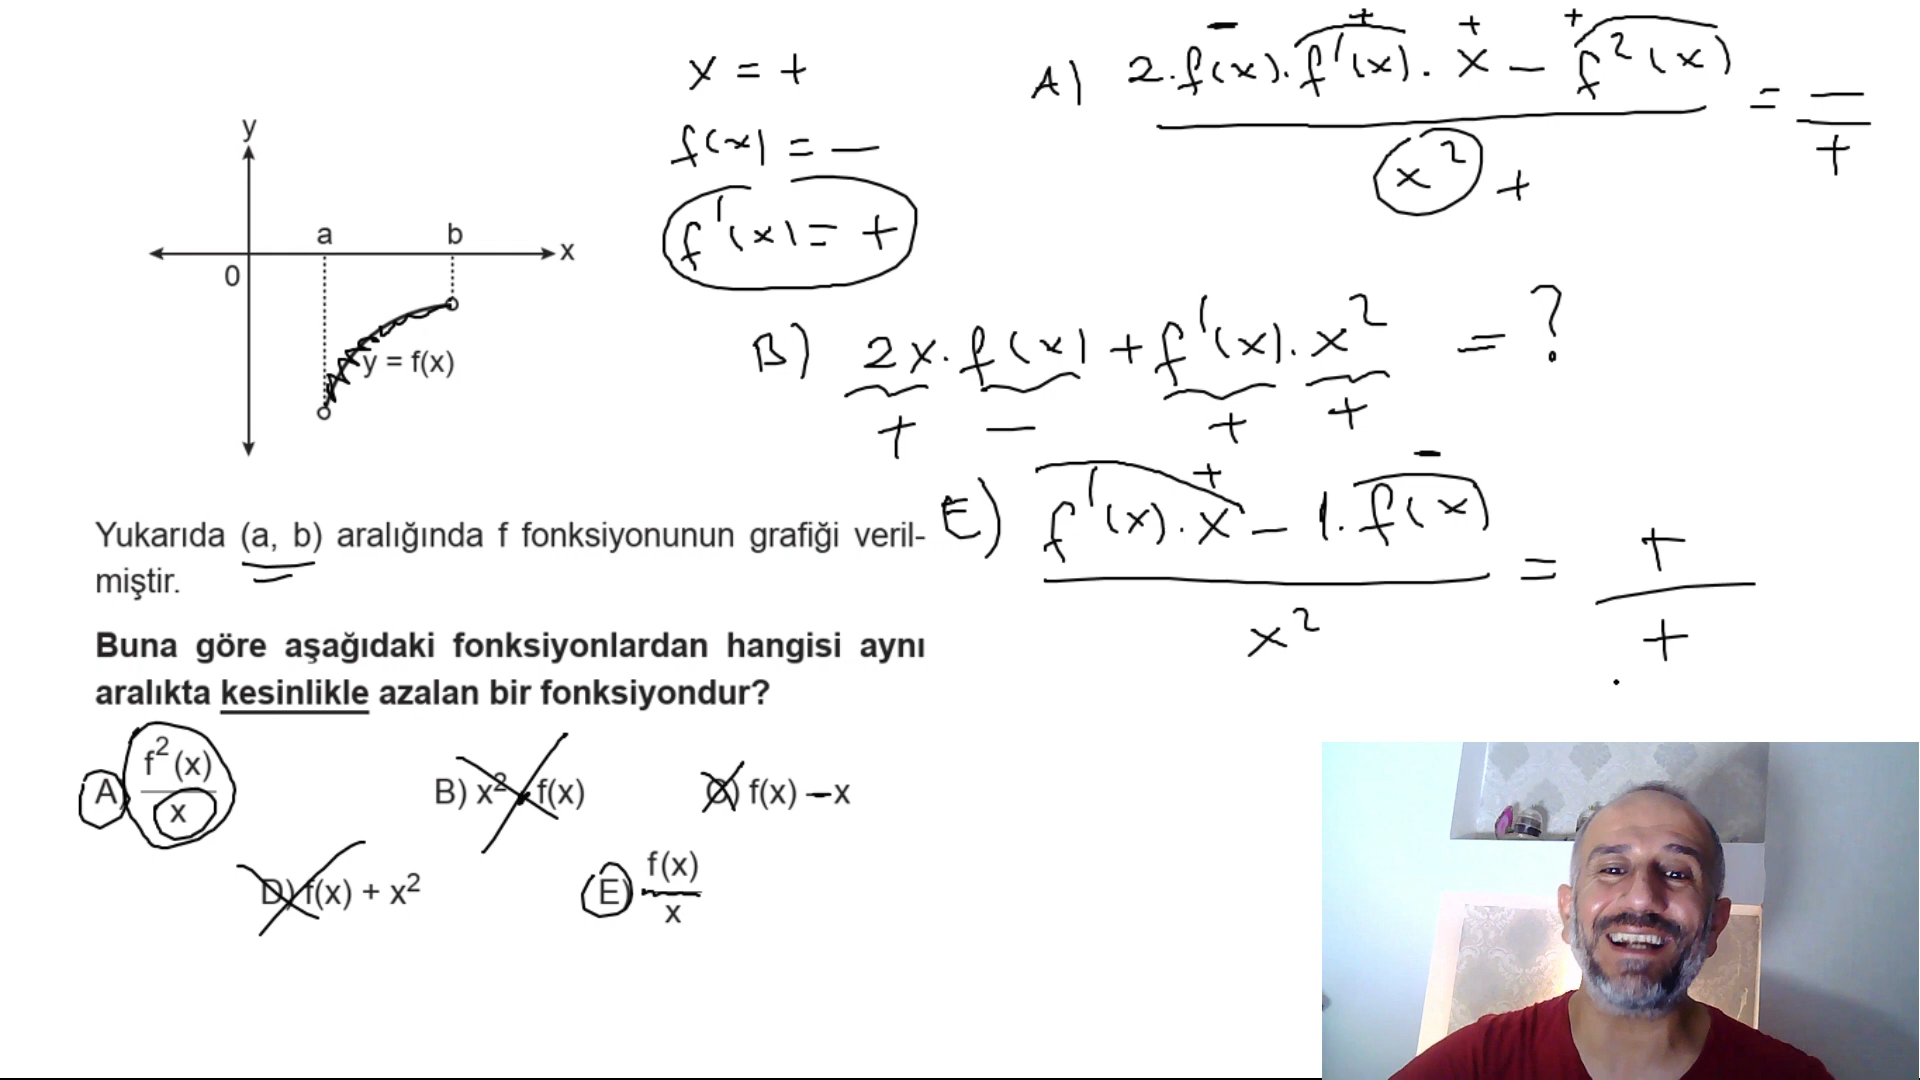 y
a
b
x
0
y = f(x)
x = +
f(x) = −
f'(x) = +
A) 2.f(x).f'(x).x − f²(x)
− + + +
x² +
= −
+
B) 2x.f(x) + f'(x).x² = ?
+ − + +
E) f'(x).x − 1.f(x)
+ −
x²
= +
+
Yukarıda (a, b) aralığında f fonksiyonunun grafiği veril-
miştir.
Buna göre aşağıdaki fonksiyonlardan hangisi aynı
aralıkta kesinlikle azalan bir fonksiyondur?
A) f²(x)
x
B) x² . f(x)
C) f(x) − x
D) f(x) + x²
E) f(x)
x